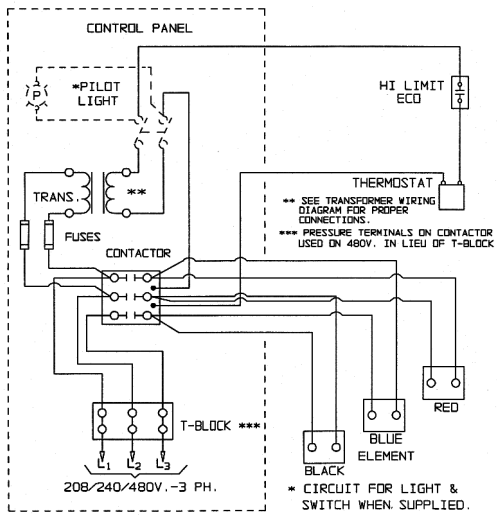 CONTROL PANEL
P
*PILOT
LIGHT
HI LIMIT
ECO
THERMOSTAT
TRANS.
**
** SEE TRANSFORMER WIRING
DIAGRAM FOR PROPER
CONNECTIONS.
*** PRESSURE TERMINALS ON CONTACTOR
USED ON 480V. IN LIEU OF T-BLOCK
FUSES
CONTACTOR
T-BLOCK ***
L1 L2 L3
208/240/480V.-3 PH.
RED
BLUE
ELEMENT
BLACK
* CIRCUIT FOR LIGHT &
SWITCH WHEN SUPPLIED.